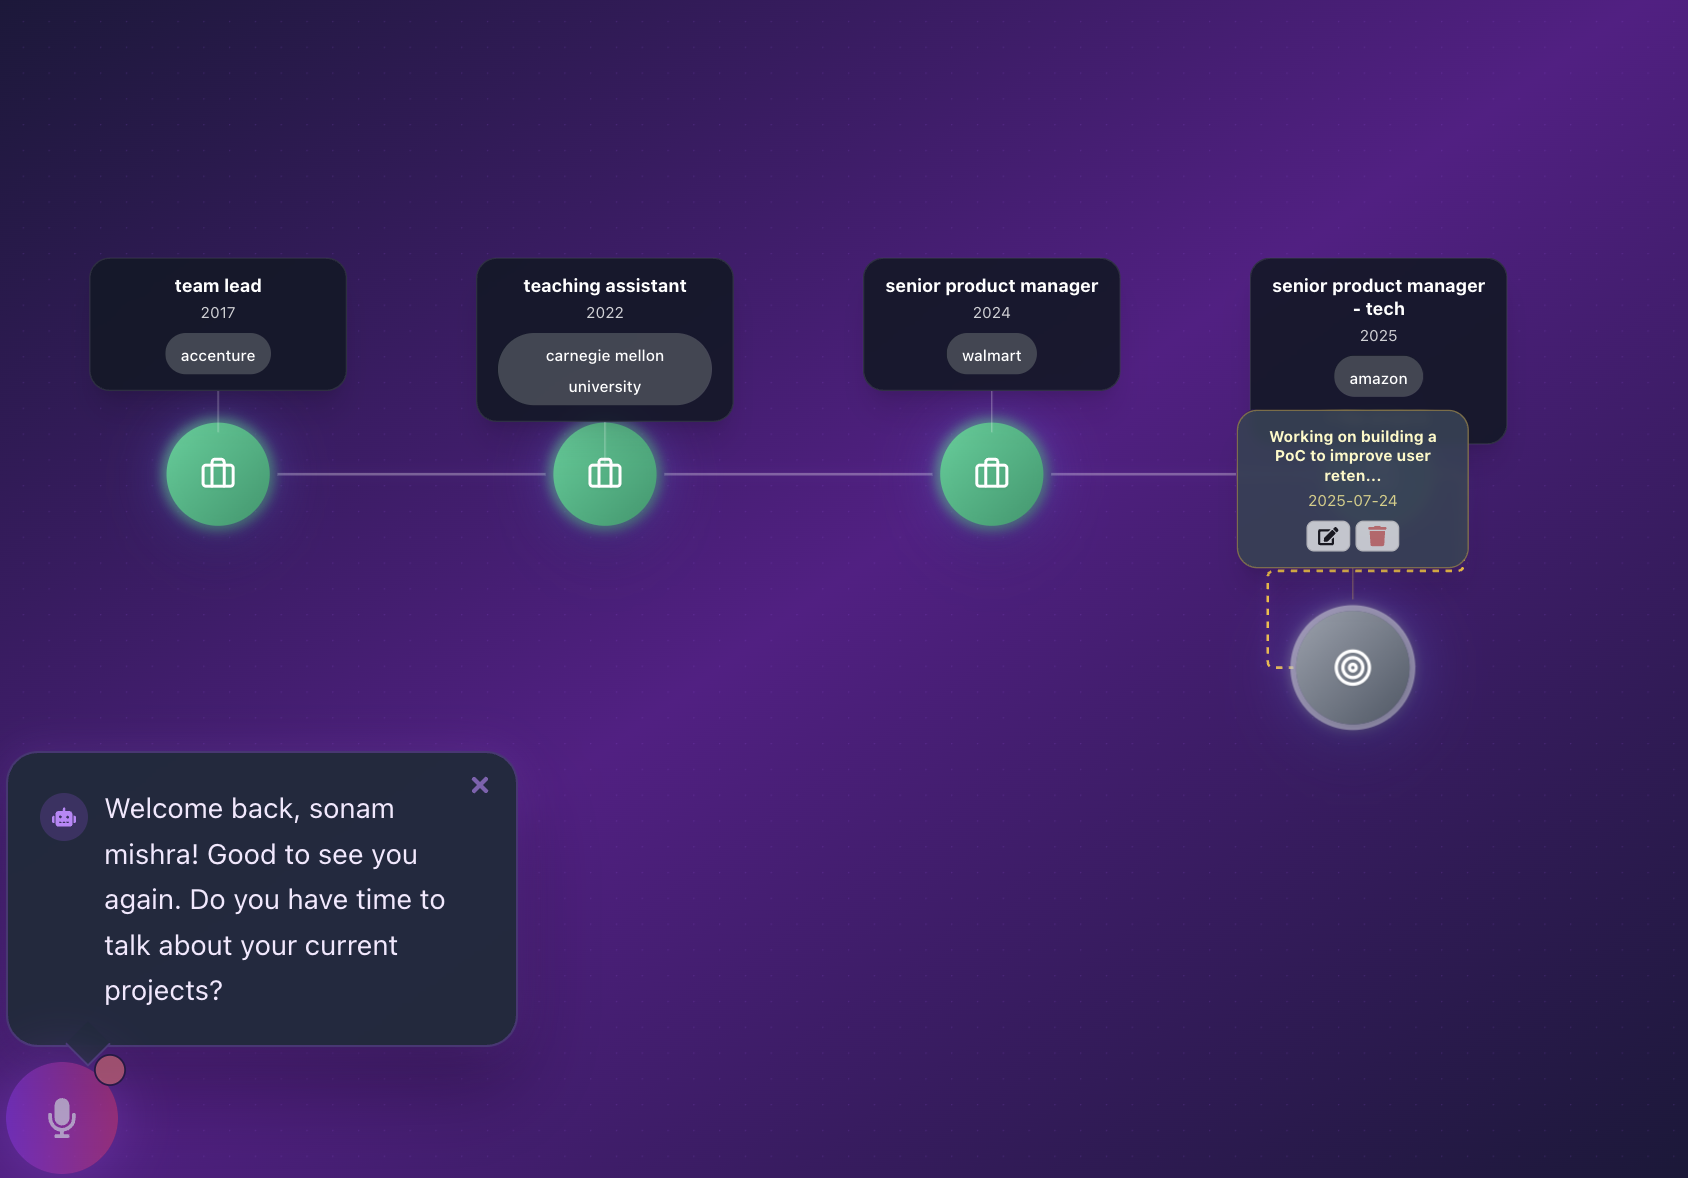 team lead
2017
accenture
teaching assistant
2022
carnegie mellon
university
senior product manager
2024
walmart
senior product manager
- tech
2025
amazon
Working on building a
PoC to improve user
reten...
2025-07-24
Welcome back, sonam
mishra! Good to see you
again. Do you have time to
talk about your current
projects?